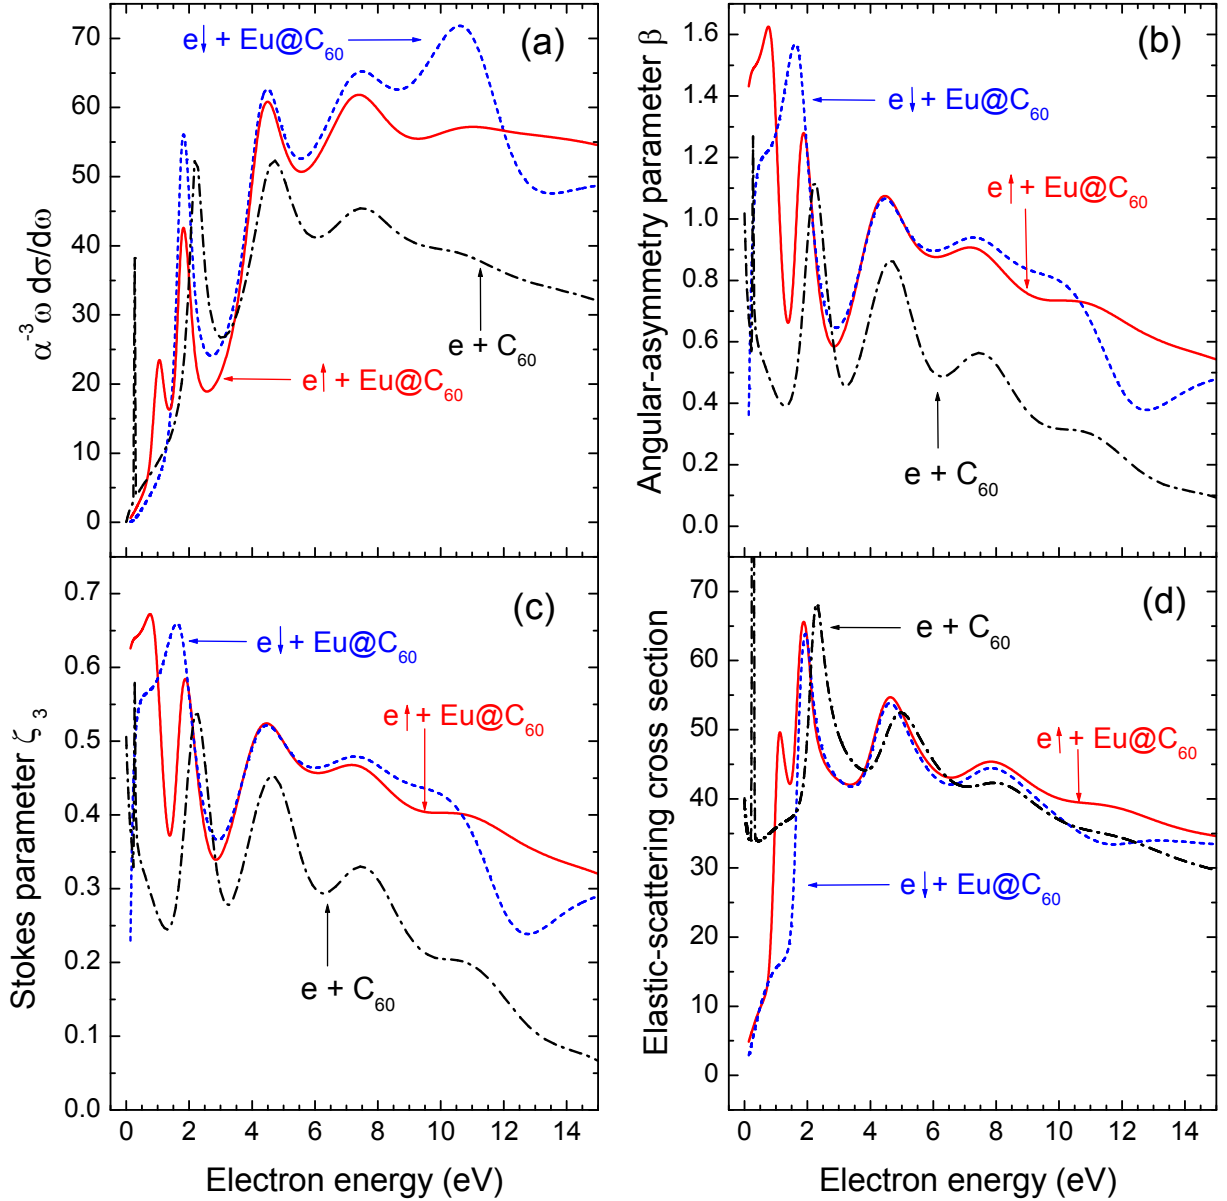 (a)
e↓ + Eu@C₆₀
e + C₆₀
e↑ + Eu@C₆₀
α⁻³ ω dσ/dω
70
60
50
40
30
20
10
0
(b)
e↓ + Eu@C₆₀
e↑ + Eu@C₆₀
e + C₆₀
Angular-asymmetry parameter β
1.6
1.4
1.2
1.0
0.8
0.6
0.4
0.2
0.0
(c)
e↓ + Eu@C₆₀
e↑ + Eu@C₆₀
e + C₆₀
Stokes parameter ζ₃
0.7
0.6
0.5
0.4
0.3
0.2
0.1
0.0
0 2 4 6 8 10 12 14
Electron energy (eV)
(d)
e + C₆₀
e↑ + Eu@C₆₀
e↓ + Eu@C₆₀
Elastic-scattering cross section
70
60
50
40
30
20
10
0
0 2 4 6 8 10 12 14
Electron energy (eV)